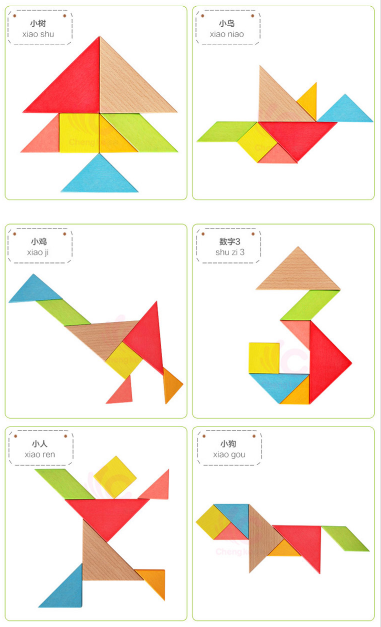 小树
xiao shu
小鸟
xiao niao
小鸡
xiao ji
数字3
shu zi 3
小人
xiao ren
小狗
xiao gou